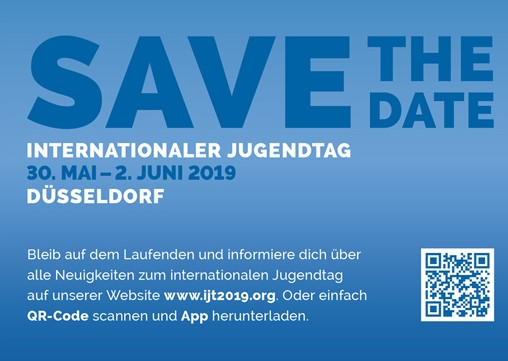 SAVE THE DATE
INTERNATIONALER JUGENDTAG
30. MAI – 2. JUNI 2019
DÜSSELDORF
Bleib auf dem Laufenden und informiere dich über
alle Neuigkeiten zum internationalen Jugendtag
auf unserer Website www.ijt2019.org. Oder einfach
QR-Code scannen und App herunterladen.